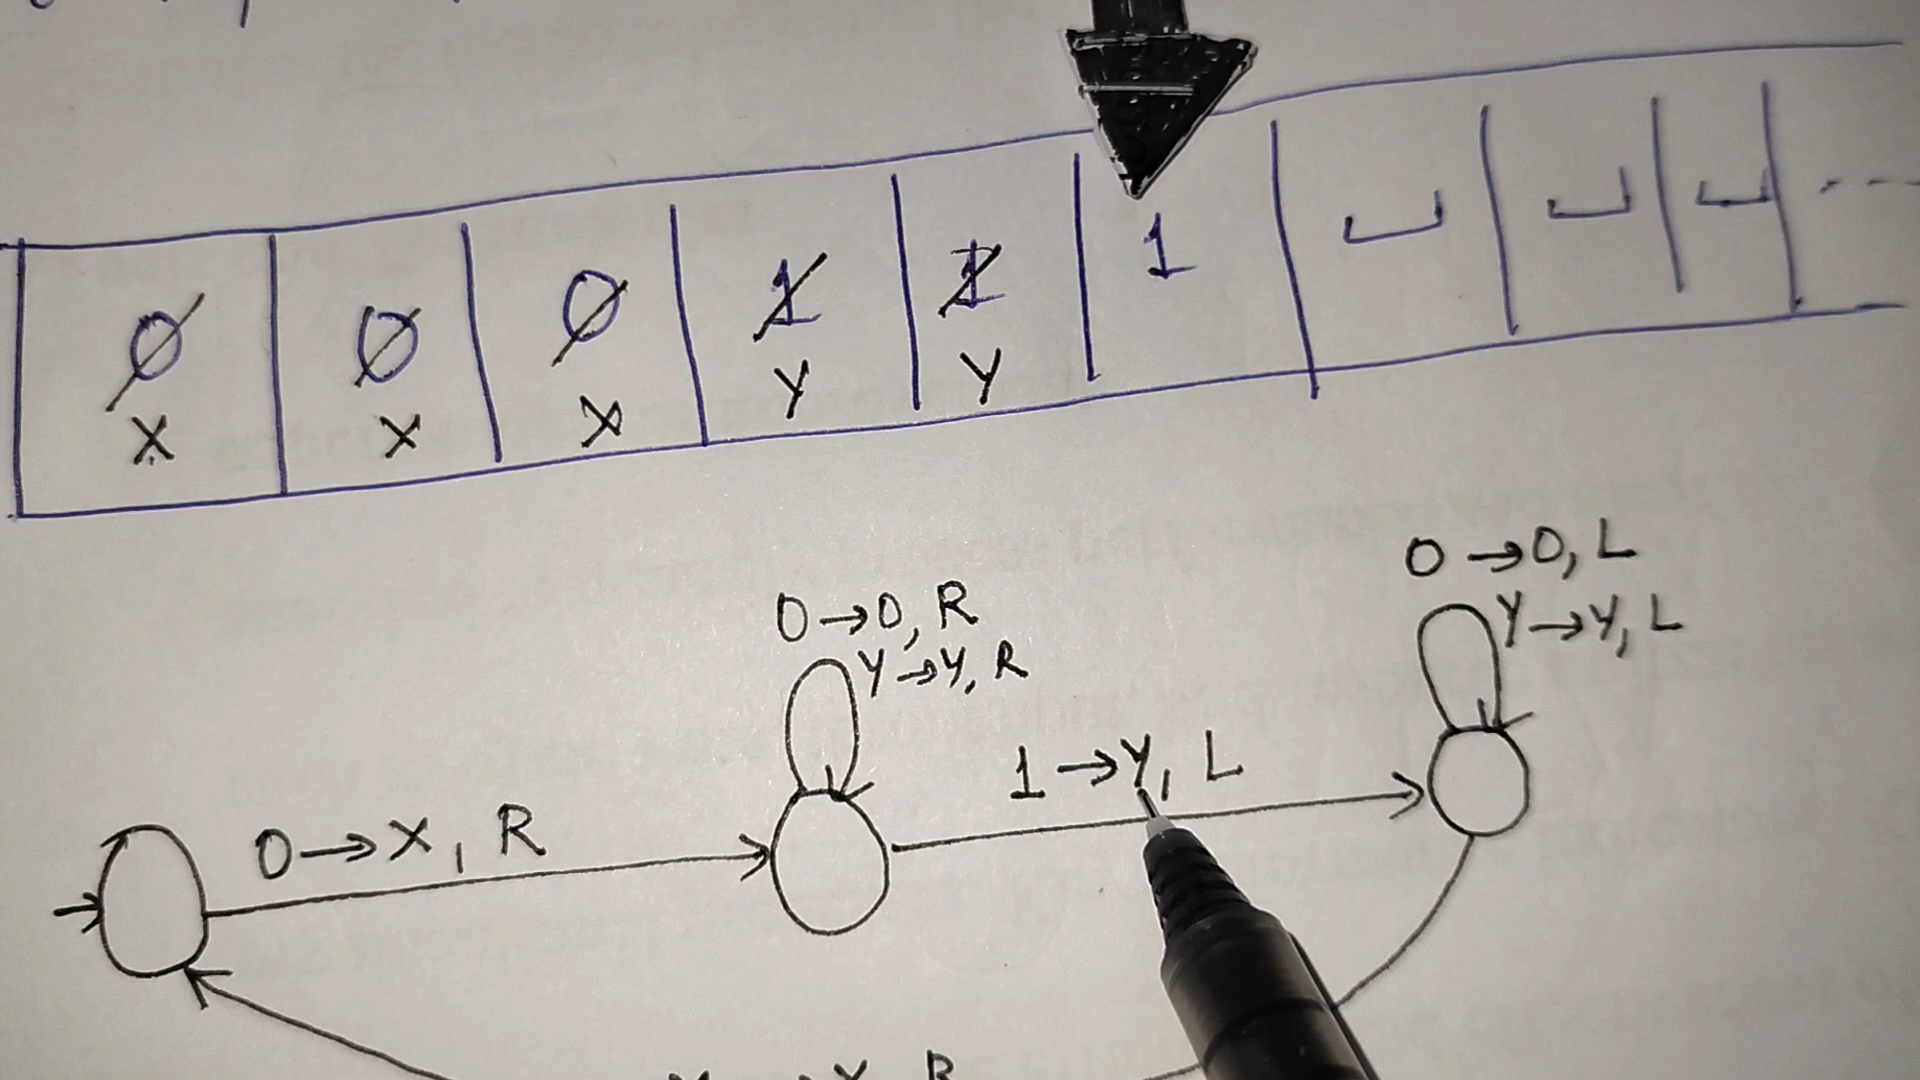 0 0 0 1 1 1 ⎵ ⎵ ⎵ ----
X X X Y Y
0→0, L
Y→Y, L
0→0, R
Y→Y, R
1→Y, L
0→X, R
R